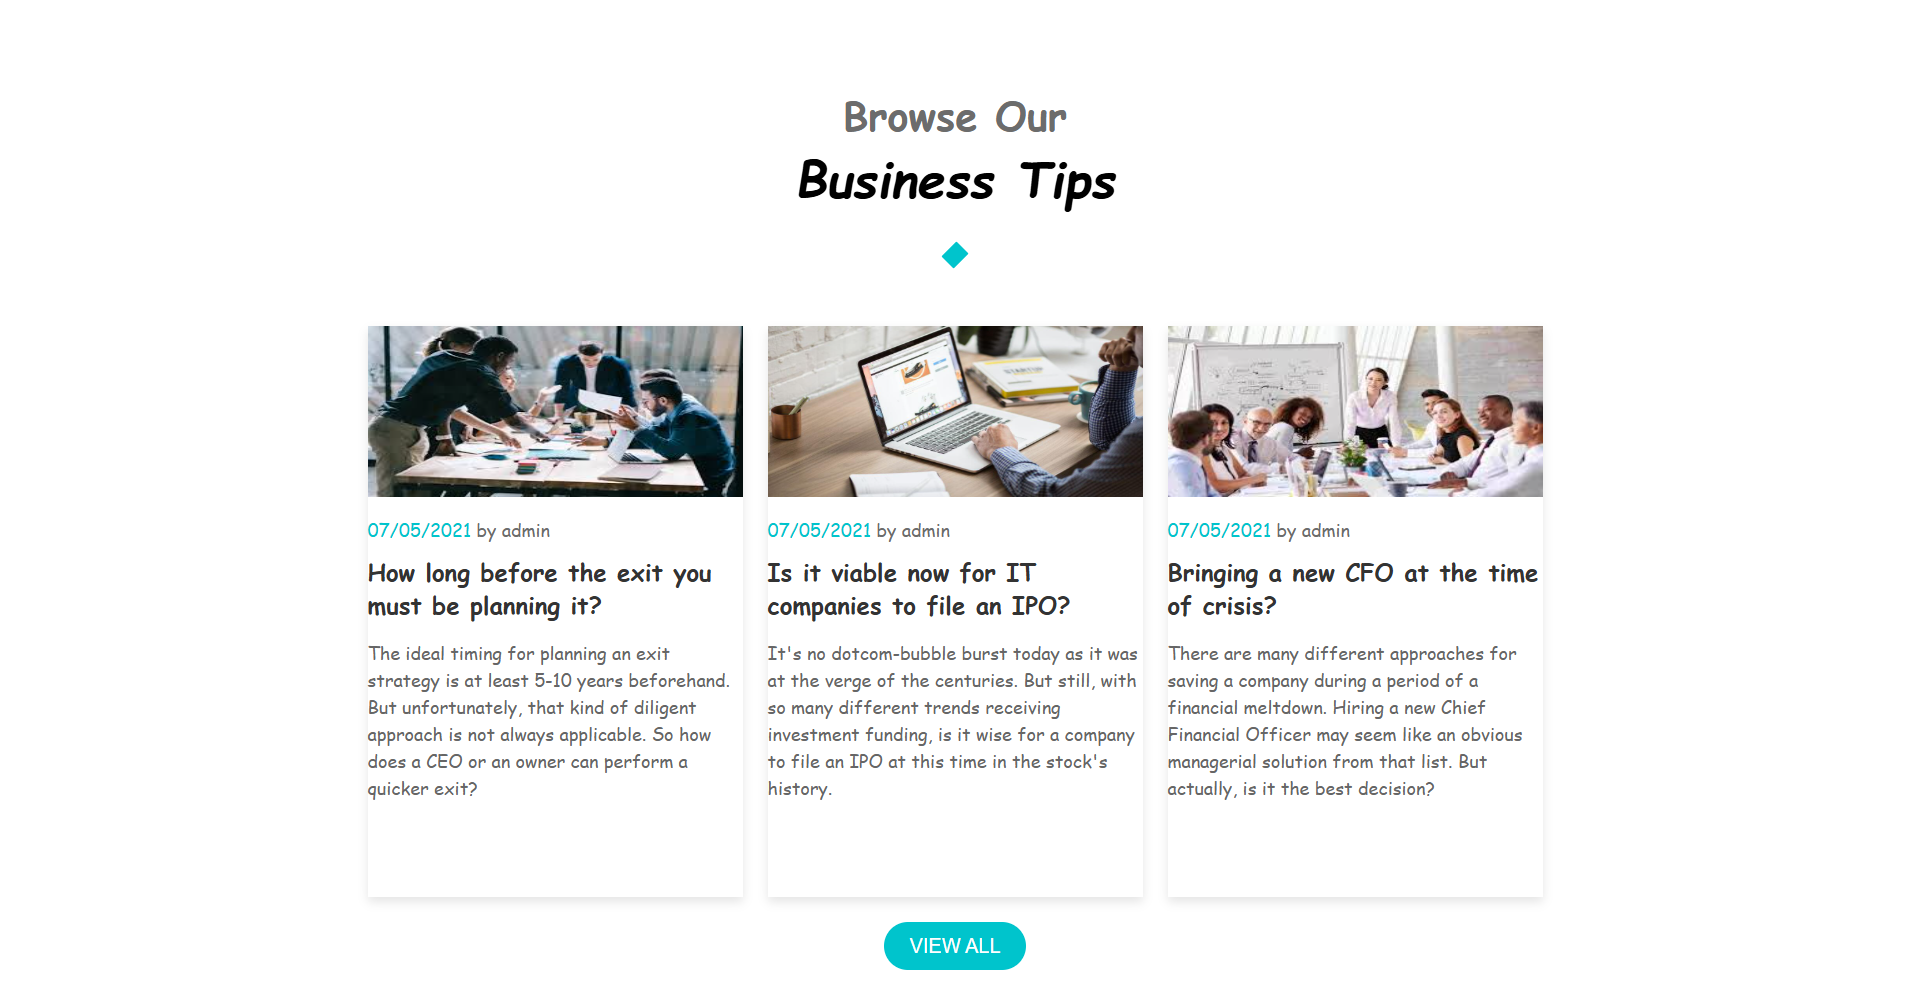 Browse Our
Business Tips
STARTUP
07/05/2021 by admin
How long before the exit you
must be planning it?
The ideal timing for planning an exit
strategy is at least 5-10 years beforehand.
But unfortunately, that kind of diligent
approach is not always applicable. So how
does a CEO or an owner can perform a
quicker exit?
07/05/2021 by admin
Is it viable now for IT
companies to file an IPO?
It's no dotcom-bubble burst today as it was
at the verge of the centuries. But still, with
so many different trends receiving
investment funding, is it wise for a company
to file an IPO at this time in the stock's
history.
07/05/2021 by admin
Bringing a new CFO at the time
of crisis?
There are many different approaches for
saving a company during a period of a
financial meltdown. Hiring a new Chief
Financial Officer may seem like an obvious
managerial solution from that list. But
actually, is it the best decision?
VIEW ALL